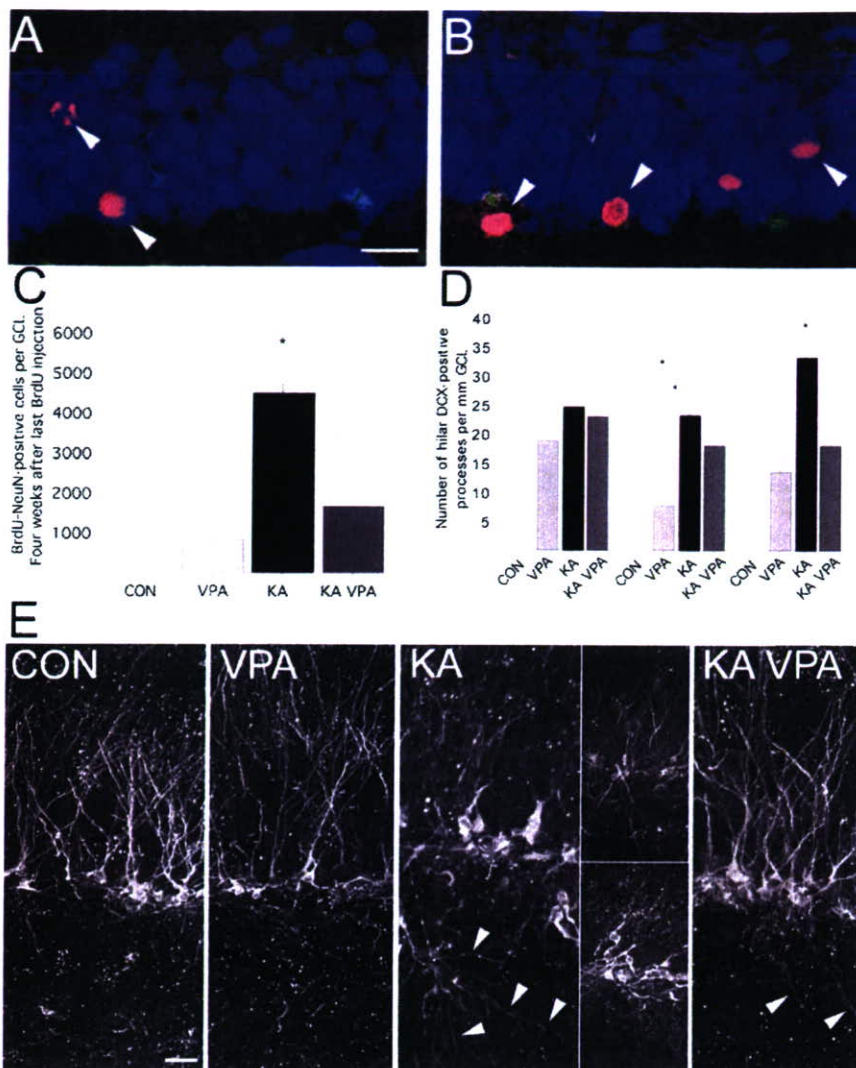 A
B
C
BrdU-NeuN-positive cells per GCL.
Four weeks after last BrdU injection
6000
5000
4000
3000
2000
1000
*
CON VPA KA KA VPA
D
Number of hilar DCX-positive
processes per mm GCL
40
35
30
25
20
15
10
5
*
*
*
CON VPA KA KA VPA CON VPA KA KA VPA CON VPA KA KA VPA
E
CON VPA KA KA VPA